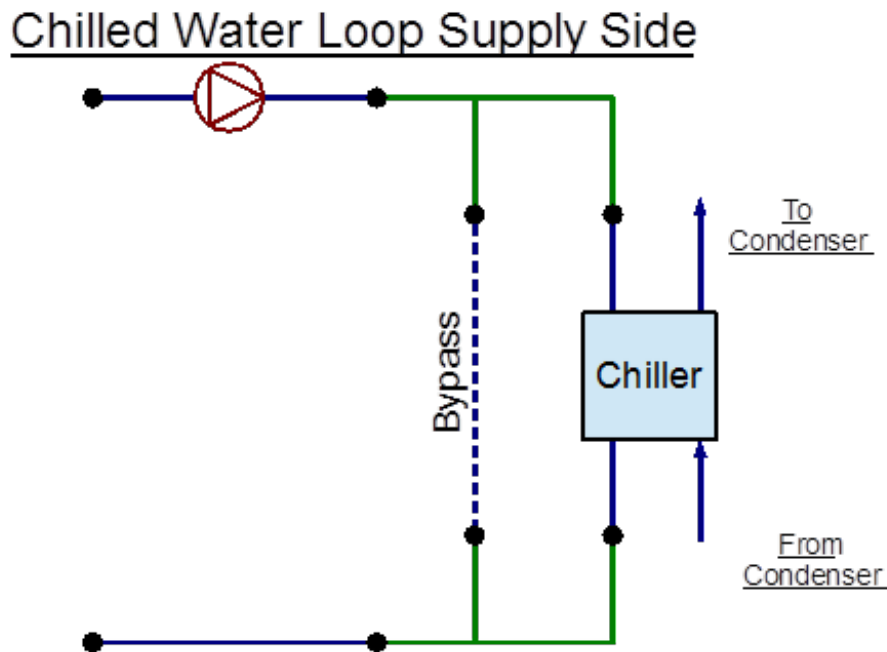 Chilled Water Loop Supply Side
To
Condenser
Bypass
Chiller
From
Condenser